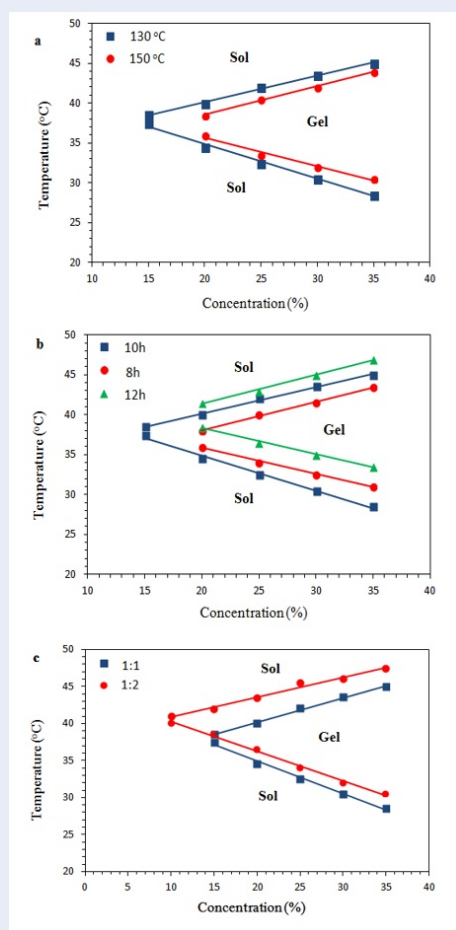 a
130 °C
150 °C
Sol
Gel
Sol
50
45
40
35
30
25
20
10 15 20 25 30 35 40
Temperature (°C)
Concentration (%)
b
10h
8h
12h
Sol
Gel
Sol
50
45
40
35
30
25
20
10 15 20 25 30 35 40
Temperature (°C)
Concentration (%)
c
1:1
1:2
Sol
Gel
Sol
50
45
40
35
30
25
20
0 5 10 15 20 25 30 35 40
Temperature (°C)
Concentration (%)